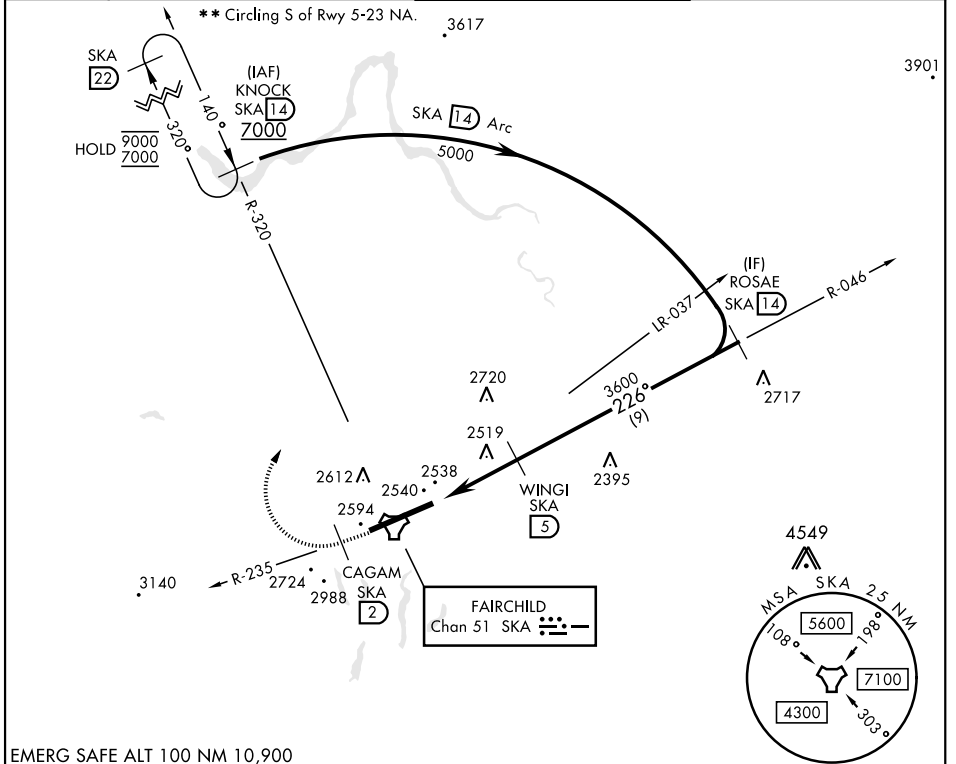 ** Circling S of Rwy 5-23 NA.
3617
3901
SKA
22
(IAF)
KNOCK
SKA 14
7000
140°
320°
HOLD 9000
7000
SKA 14 Arc
5000
R-320
(IF)
ROSAE
SKA 14
LR-037
R-046
2720
3600
226°
(9)
2717
2519
2612
2538
2540
2395
WINGI
SKA
5
2594
4549
R-235
2724
CAGAM
SKA
2
2988
3140
FAIRCHILD
Chan 51 SKA
MSA SKA 25 NM
108°
5600
198°
7100
4300
303°
EMERG SAFE ALT 100 NM 10,900